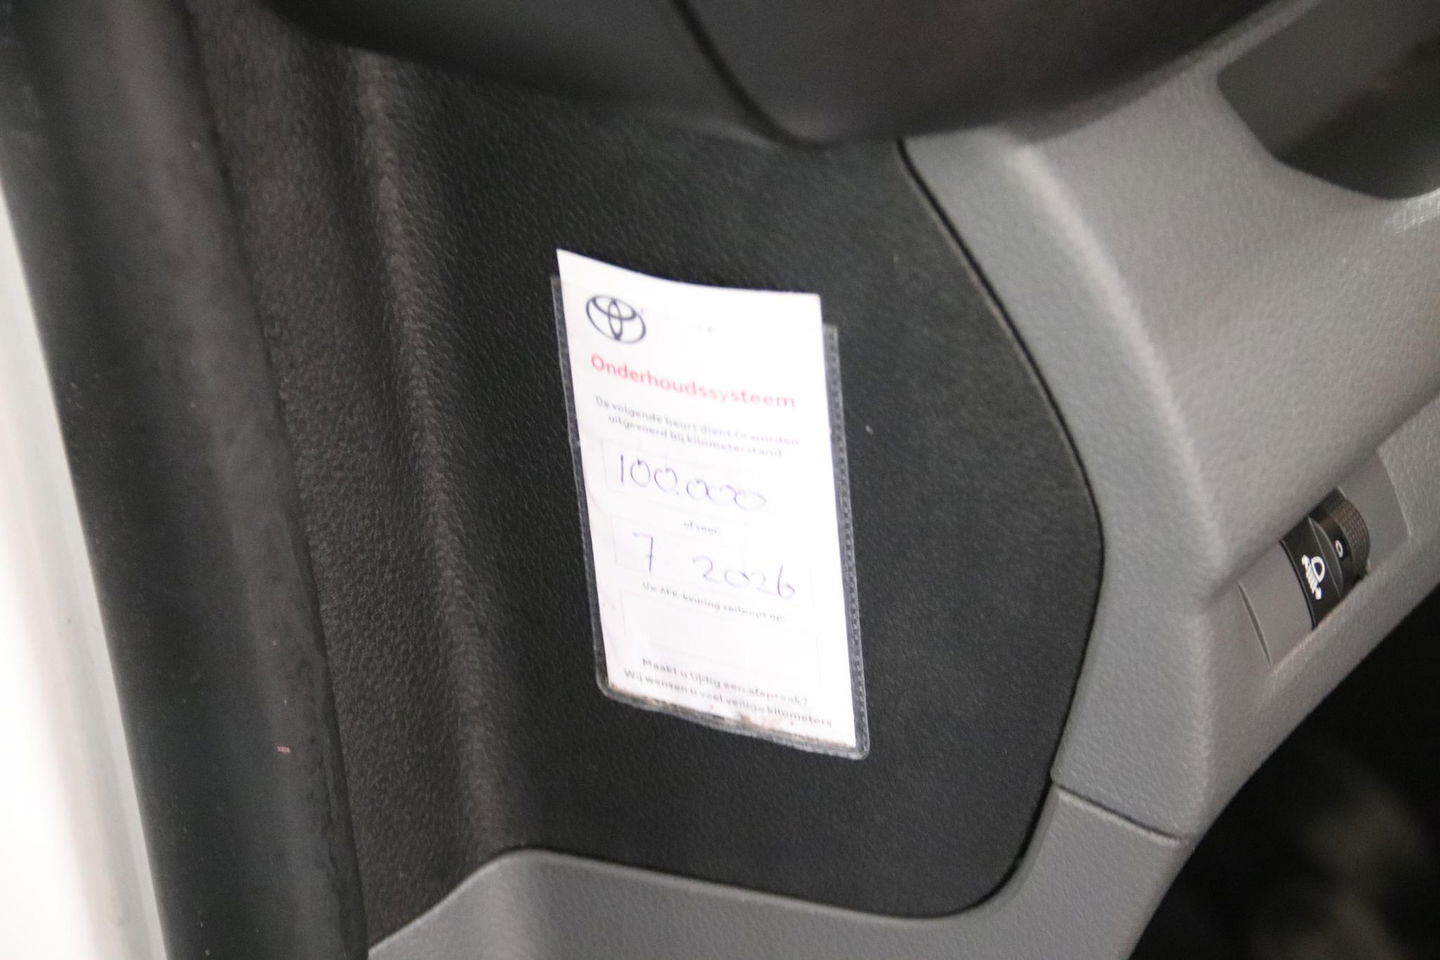 Onderhoudssysteem
De volgende beurt dient te worden
uitgevoerd bij kilometerstand:
100.000
of voor:
7 - 2026
Uw APK-keuring verloopt op:
Maakt u tijdig een afspraak?
Wij wensen u veel veilige kilometers